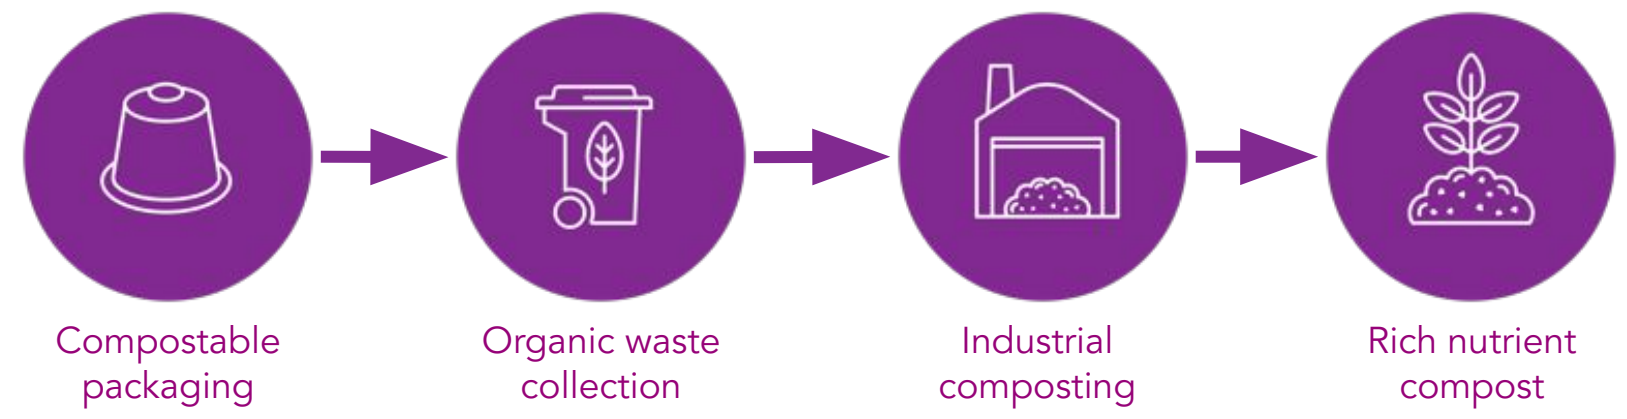 Compostable
packaging
Organic waste
collection
Industrial
composting
Rich nutrient
compost